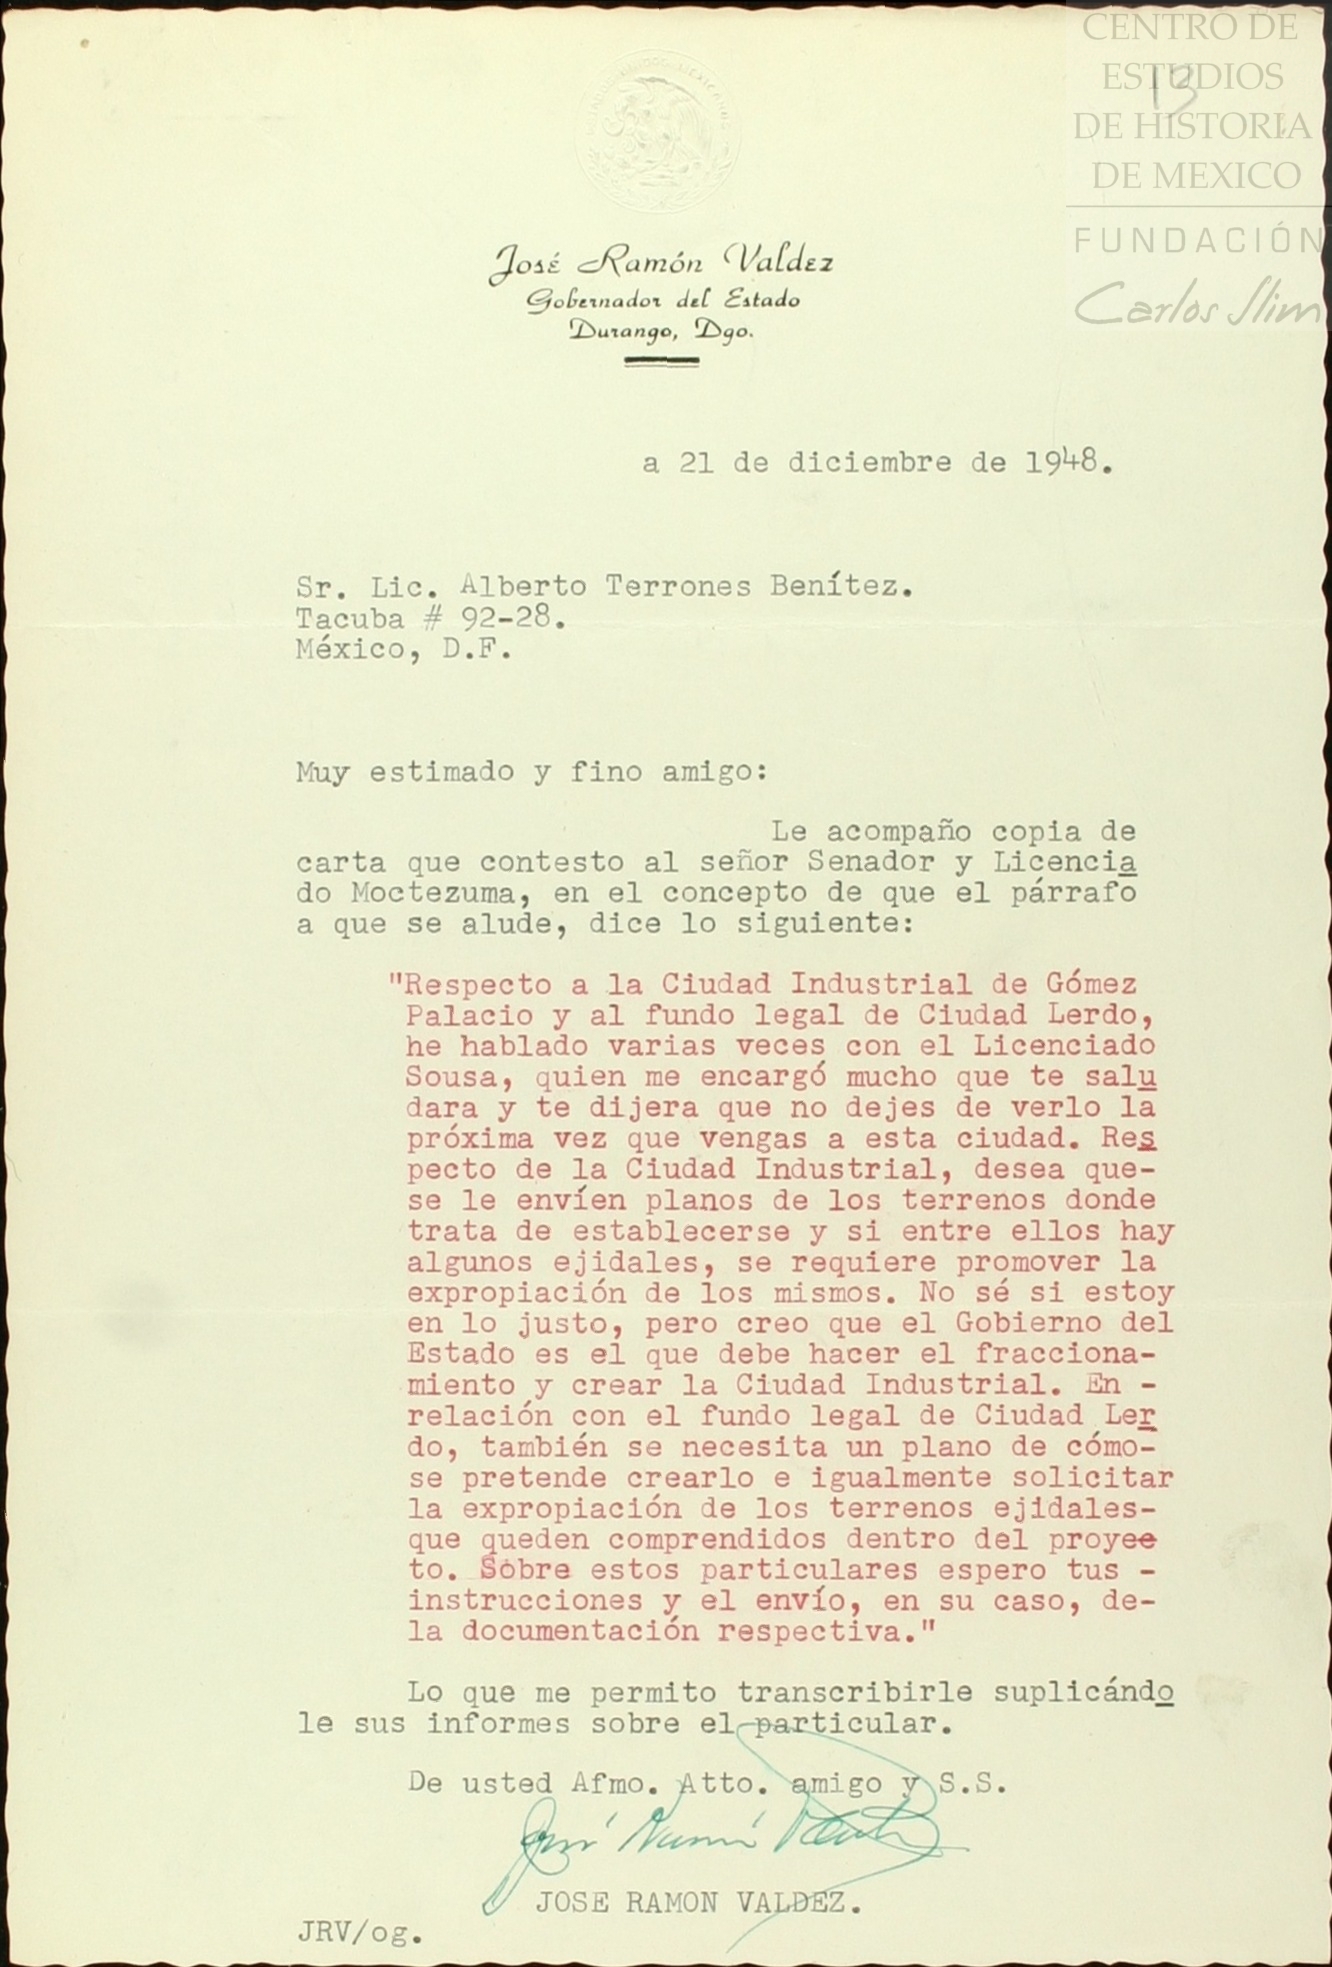 CENTRO DE
ESTUDIOS
DE HISTORIA
DE MEXICO
FUNDACIÓN
Carlos Slim
13
José Ramón Valdez
Gobernador del Estado
Durango, Dgo.
a 21 de diciembre de 1948.
Sr. Lic. Alberto Terrones Benítez.
Tacuba # 92-28.
México, D.F.
Muy estimado y fino amigo:
Le acompaño copia de
carta que contesto al señor Senador y Licencia
do Moctezuma, en el concepto de que el párrafo
a que se alude, dice lo siguiente:
"Respecto a la Ciudad Industrial de Gómez
Palacio y al fundo legal de Ciudad Lerdo,
he hablado varias veces con el Licenciado
Sousa, quien me encargó mucho que te salu
dara y te dijera que no dejes de verlo la
próxima vez que vengas a esta ciudad. Res
pecto de la Ciudad Industrial, desea que-
se le envíen planos de los terrenos donde
trata de establecerse y si entre ellos hay
algunos ejidales, se requiere promover la
expropiación de los mismos. No sé si estoy
en lo justo, pero creo que el Gobierno del
Estado es el que debe hacer el fracciona-
miento y crear la Ciudad Industrial. En -
relación con el fundo legal de Ciudad Ler
do, también se necesita un plano de cómo-
se pretende crearlo e igualmente solicitar
la expropiación de los terrenos ejidales-
que queden comprendidos dentro del proyec
to. Sobre estos particulares espero tus -
instrucciones y el envío, en su caso, de-
la documentación respectiva."
Lo que me permito transcribirle suplicándo
le sus informes sobre el particular.
De usted Afmo. Atto. amigo y S.S.
José Ramón Valdez
JOSE RAMON VALDEZ.
JRV/og.